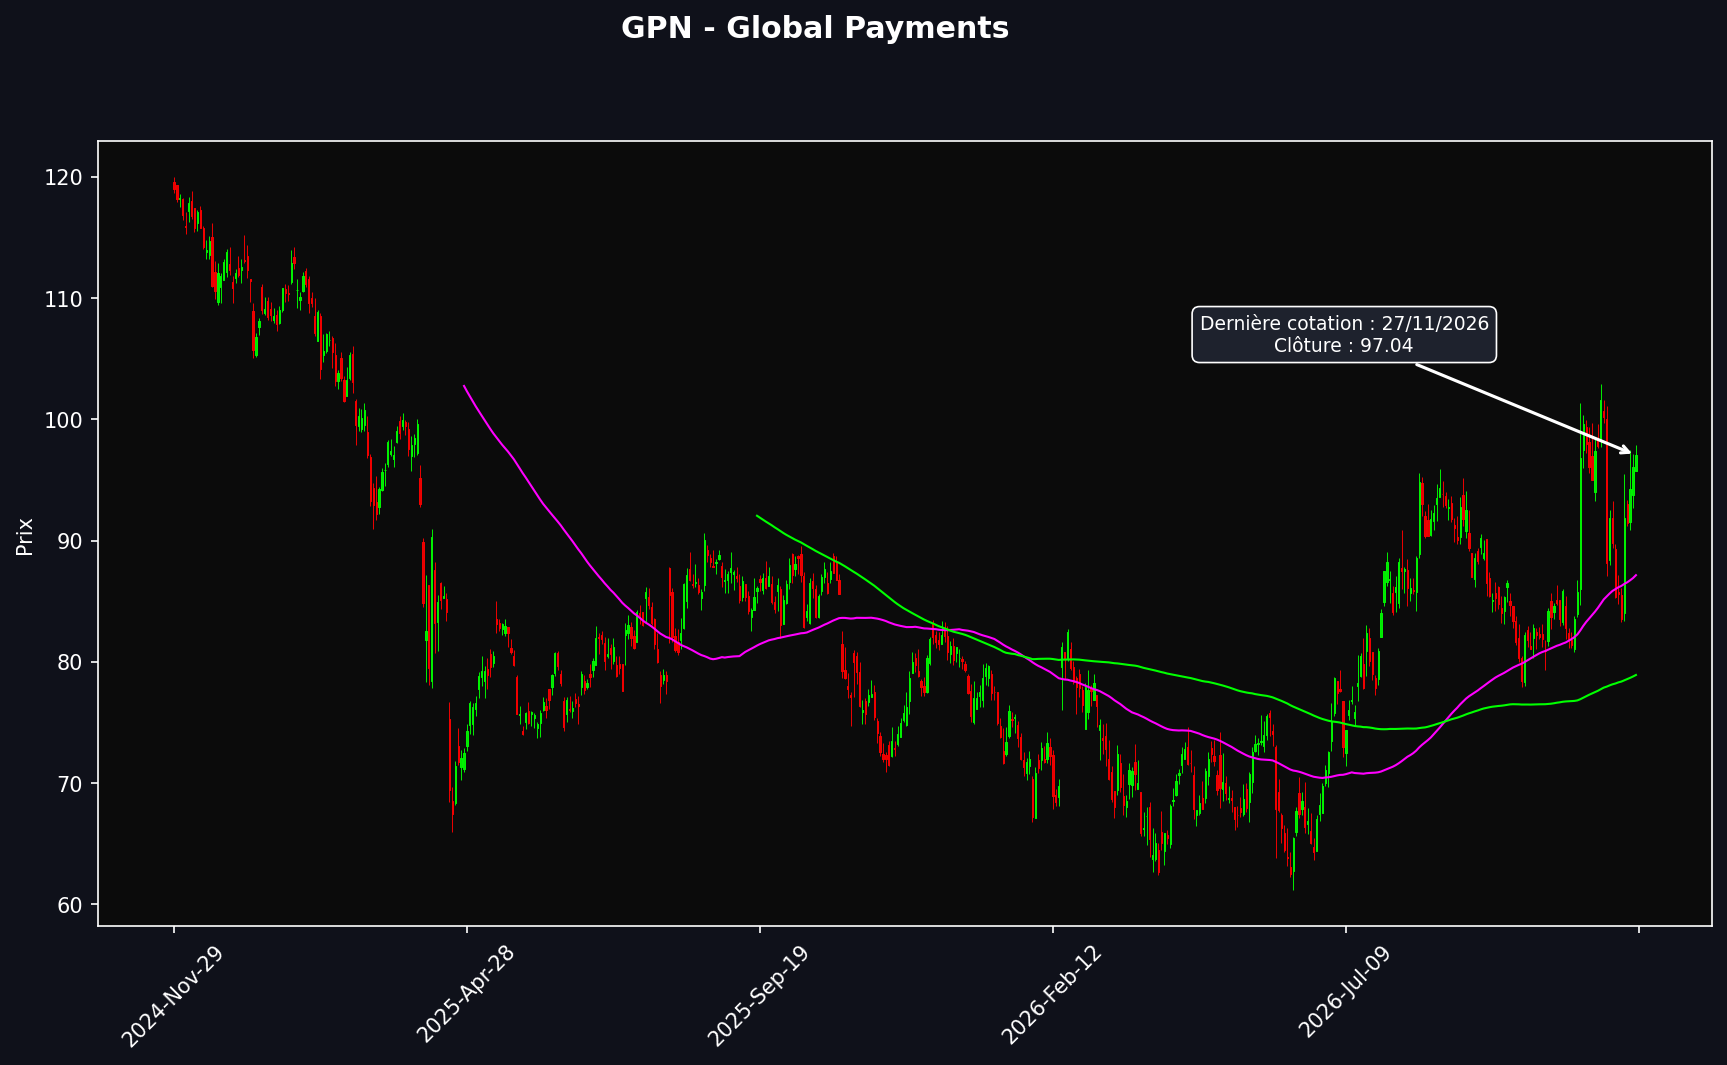 GPN - Global Payments
120
110
100
90
80
70
60
Prix
Dernière cotation : 27/11/2026
Clôture : 97.04
2024-Nov-29
2025-Apr-28
2025-Sep-19
2026-Feb-12
2026-Jul-09